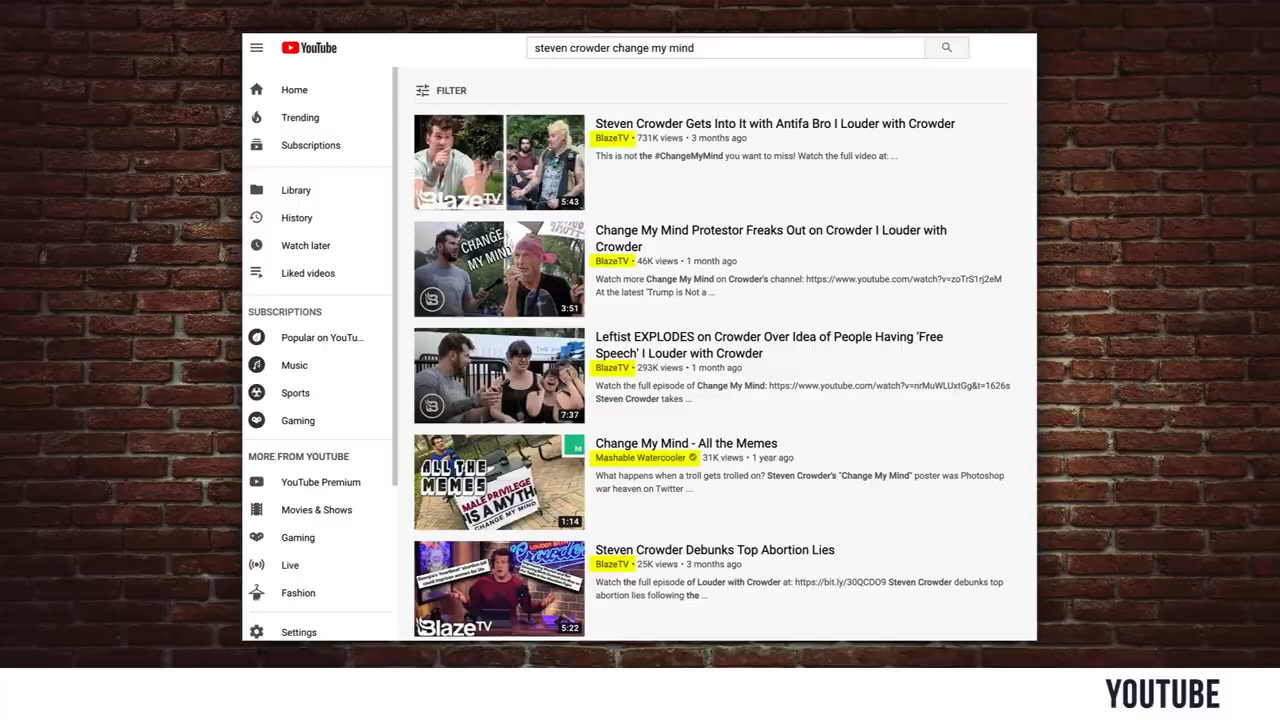 YouTube
steven crowder change my mind
Home
Trending
Subscriptions
Library
History
Watch later
Liked videos
SUBSCRIPTIONS
Popular on YouTu...
Music
Sports
Gaming
MORE FROM YOUTUBE
YouTube Premium
Movies & Shows
Gaming
Live
Fashion
Settings
FILTER
BlazeTV
5:43
Steven Crowder Gets Into It with Antifa Bro I Louder with Crowder
BlazeTV • 731K views • 3 months ago
This is not the #ChangeMyMind you want to miss! Watch the full video at: ...
CHANGE
MY MIND
3:51
Change My Mind Protestor Freaks Out on Crowder I Louder with
Crowder
BlazeTV • 46K views • 1 month ago
Watch more Change My Mind on Crowder's channel: https://www.youtube.com/watch?v=zoTrS1rj2eM
At the latest 'Trump is Not a ...
7:37
Leftist EXPLODES on Crowder Over Idea of People Having 'Free
Speech' I Louder with Crowder
BlazeTV • 293K views • 1 month ago
Watch the full episode of Change My Mind: https://www.youtube.com/watch?v=nrMuWLUxtGg&t=1626s
Steven Crowder takes ...
ALL THE
MEMES
MALE PRIVILEGE
IS A MYTH
CHANGE MY MIND
1:14
Change My Mind - All the Memes
Mashable Watercooler 31K views • 1 year ago
What happens when a troll gets trolled on? Steven Crowder's "Change My Mind" poster was Photoshop
war heaven on Twitter ...
BlazeTV
5:22
Steven Crowder Debunks Top Abortion Lies
BlazeTV • 25K views • 3 months ago
Watch the full episode of Louder with Crowder at: https://bit.ly/30QCDO9 Steven Crowder debunks top
abortion lies following the ...
YOUTUBE